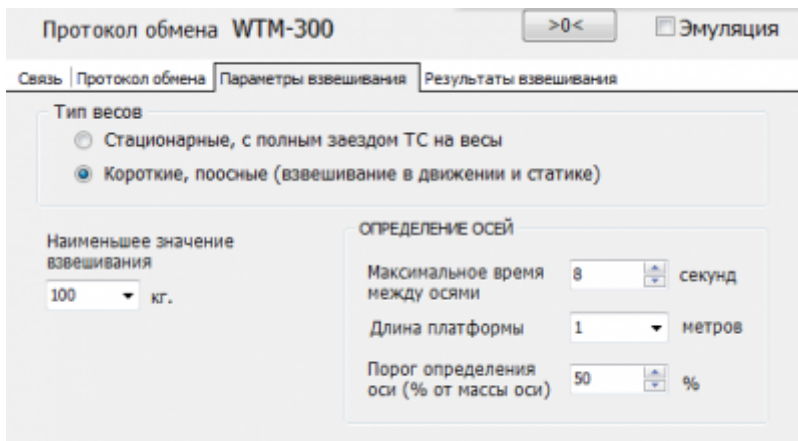 Протокол обмена WTM-300 >0< Эмуляция
Связь Протокол обмена Параметры взвешивания Результаты взвешивания
Тип весов
Стационарные, с полным заездом ТС на весы
Короткие, поосные (взвешивание в движении и статике)
Наименьшее значение
взвешивания
100 кг.
ОПРЕДЕЛЕНИЕ ОСЕЙ
Максимальное время
между осями
8 секунд
Длина платформы 1 метров
Порог определения
оси (% от массы оси)
50 %